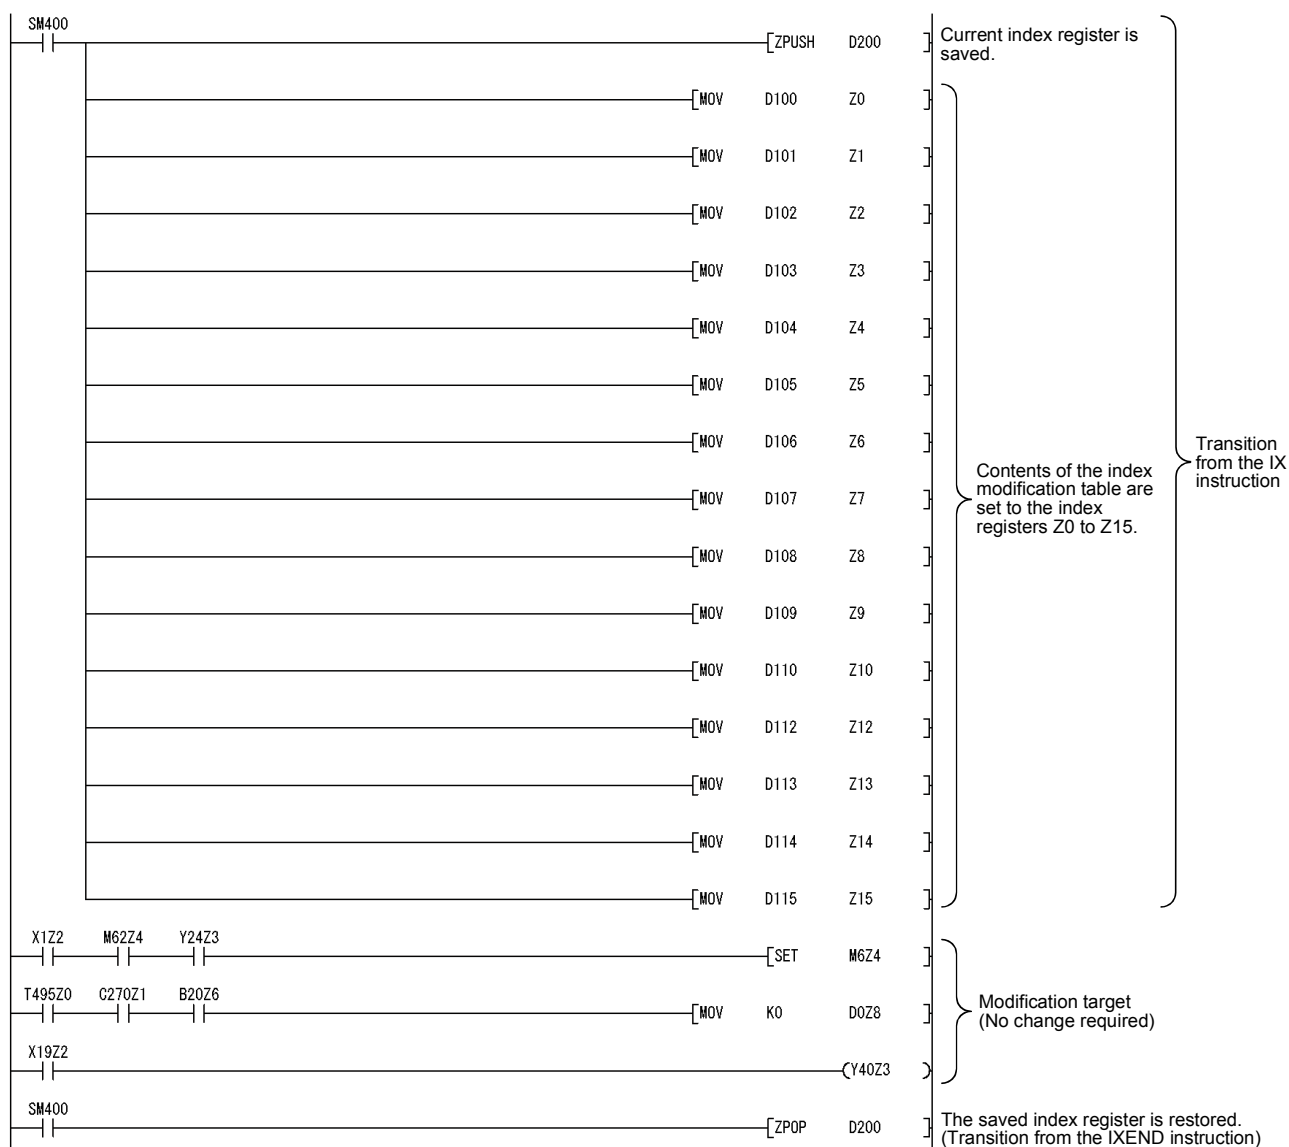 SM400
ZPUSH D200
Current index register is
saved.
MOV D100 Z0
MOV D101 Z1
MOV D102 Z2
MOV D103 Z3
MOV D104 Z4
MOV D105 Z5
MOV D106 Z6
MOV D107 Z7
MOV D108 Z8
MOV D109 Z9
MOV D110 Z10
MOV D112 Z12
MOV D113 Z13
MOV D114 Z14
MOV D115 Z15
Contents of the index
modification table are
set to the index
registers Z0 to Z15.
Transition
from the IX
instruction
X1Z2 M62Z4 Y24Z3
SET M6Z4
T495Z0 C270Z1 B20Z6
MOV K0 D0Z8
Modification target
(No change required)
X19Z2
Y40Z3
SM400
ZPOP D200
The saved index register is restored.
(Transition from the IXEND instruction)